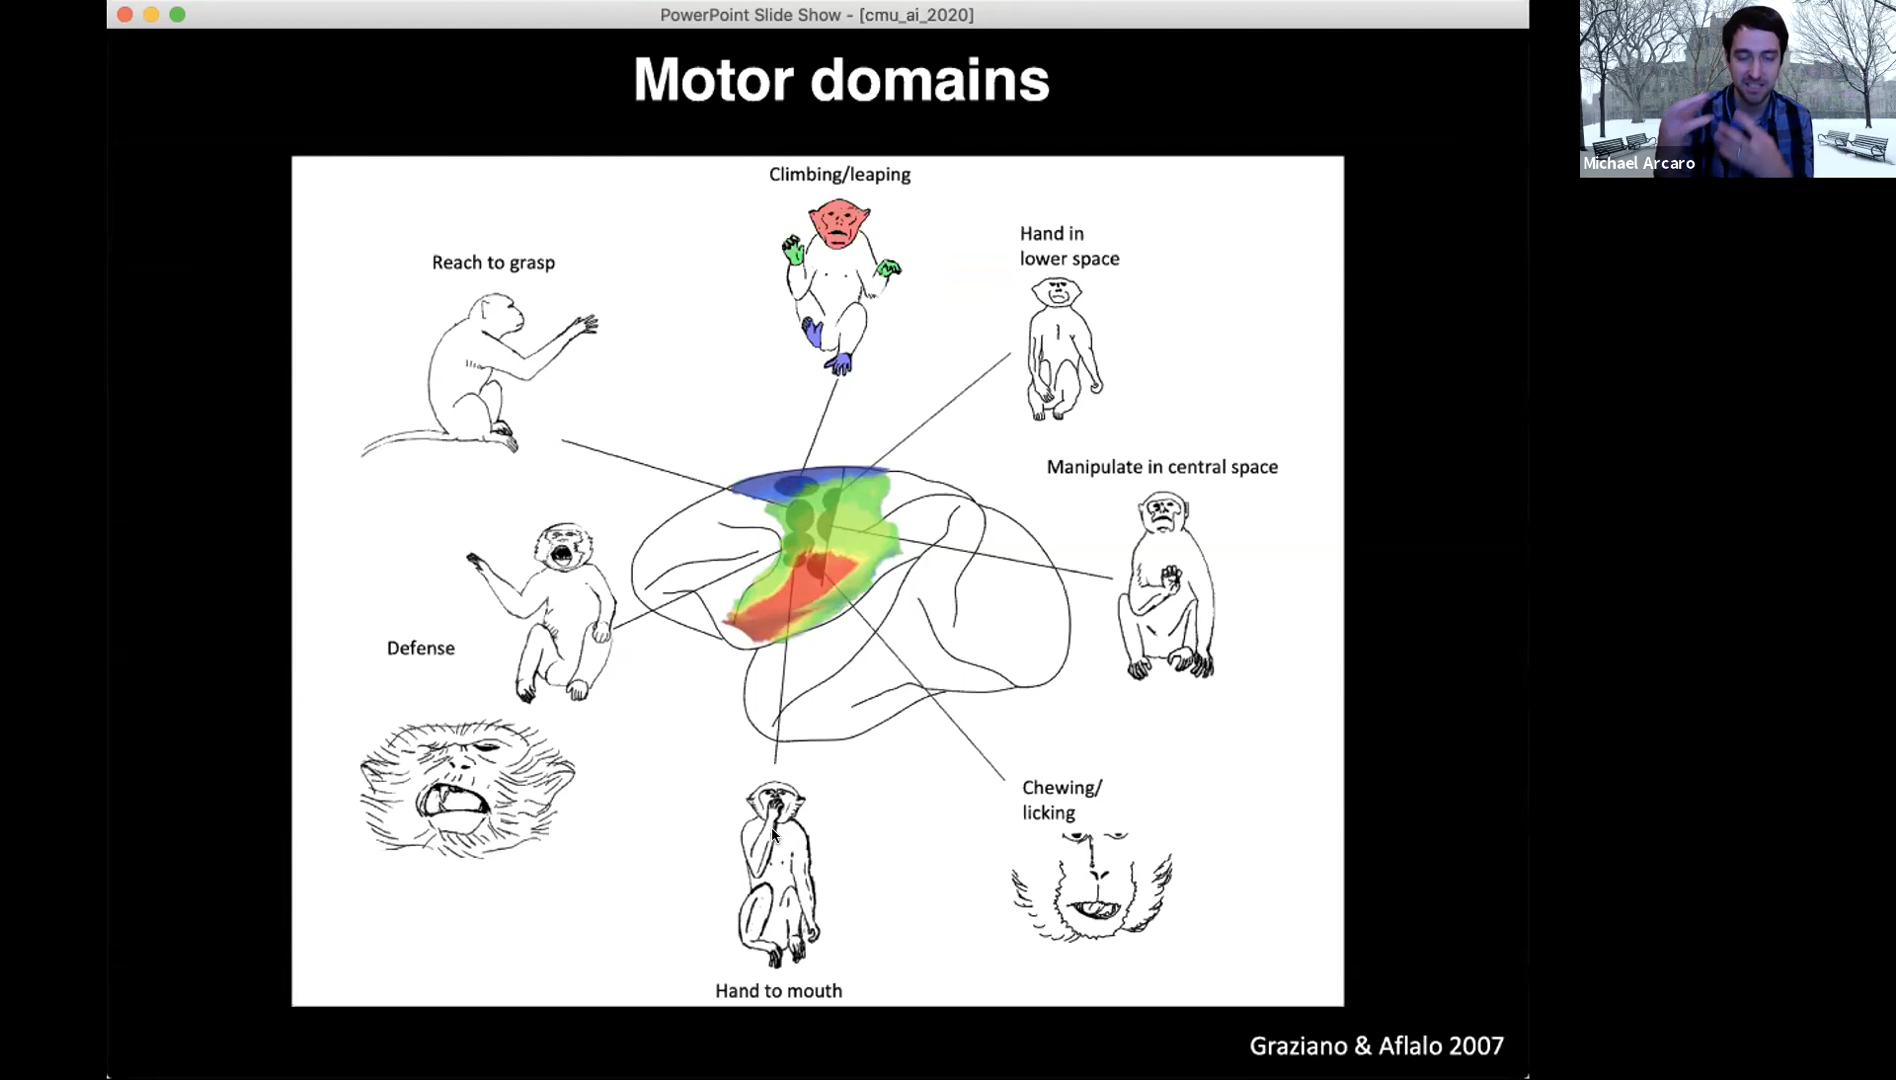 PowerPoint Slide Show - [cmu_ai_2020]
Motor domains
Climbing/leaping
Hand in
lower space
Reach to grasp
Manipulate in central space
Defense
Chewing/
licking
Hand to mouth
Graziano & Aflalo 2007
Michael Arcaro